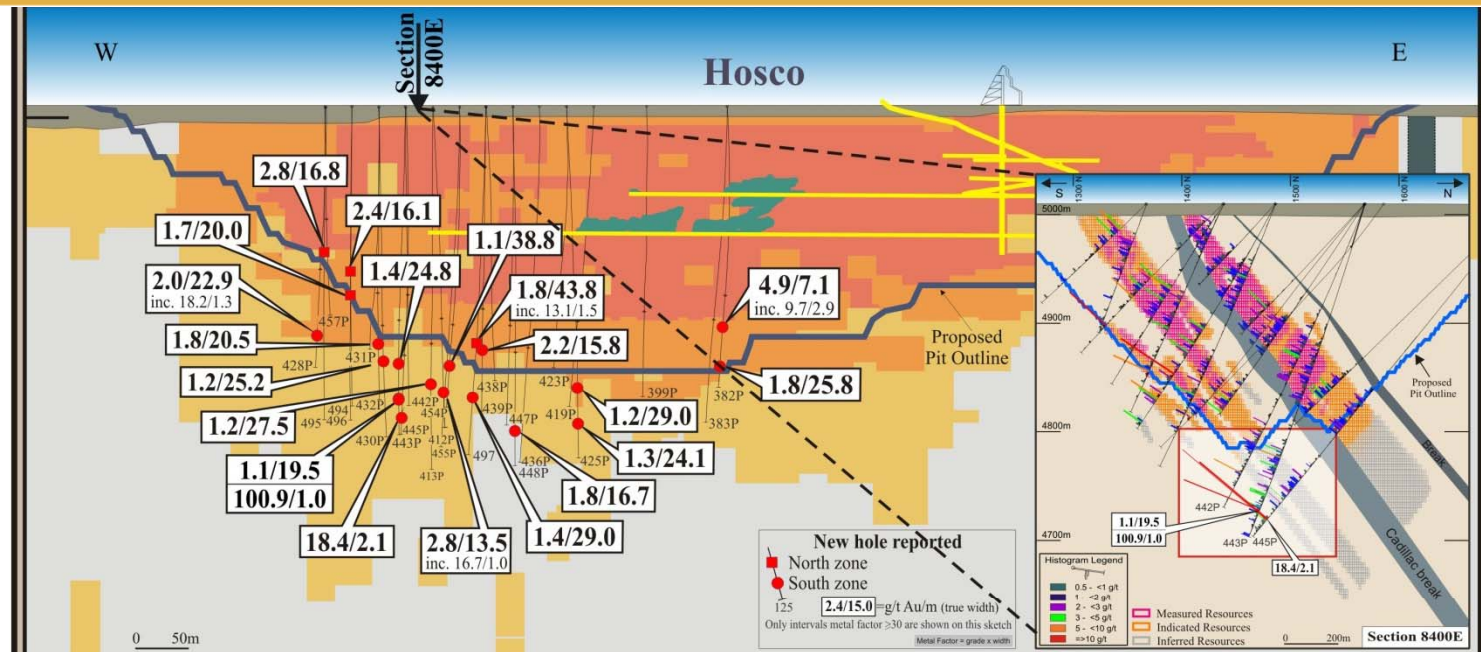 W
Section
8400E
Hosco
E
2.8/16.8
2.4/16.1
1.7/20.0
1.4/24.8
1.1/38.8
2.0/22.9
inc. 18.2/1.3
1.8/43.8
inc. 13.1/1.5
4.9/7.1
inc. 9.7/2.9
457P
1.8/20.5
431P
2.2/15.8
Proposed
Pit Outline
428P
1.2/25.2
438P
423P
1.8/25.8
382P
494
432P
442P
454P
439P
399P
495
496
447P
419P
1.2/29.0
383P
1.2/27.5
430P
445P
443P
412P
455P
497
436P
448P
425P
1.3/24.1
413P
1.1/19.5
100.9/1.0
1.8/16.7
18.4/2.1
2.8/13.5
inc. 16.7/1.0
1.4/29.0
New hole reported
North zone
South zone
125
2.4/15.0 =g/t Au/m (true width)
Only intervals metal factor ≥30 are shown on this sketch
Metal Factor = grade x width
0 50m
S
1300 N
1400 N
1500 N
1600 N
N
5000m
4900m
4800m
4700m
Proposed
Pit Outline
Break
Cadillac break
442P
1.1/19.5
100.9/1.0
443P
445P
18.4/2.1
Histogram Legend
0.5 - <1 g/t
1 - <2 g/t
2 - <3 g/t
3 - <5 g/t
5 - <10 g/t
=>10 g/t
Measured Resources
Indicated Resources
Inferred Resources
0 200m
Section 8400E